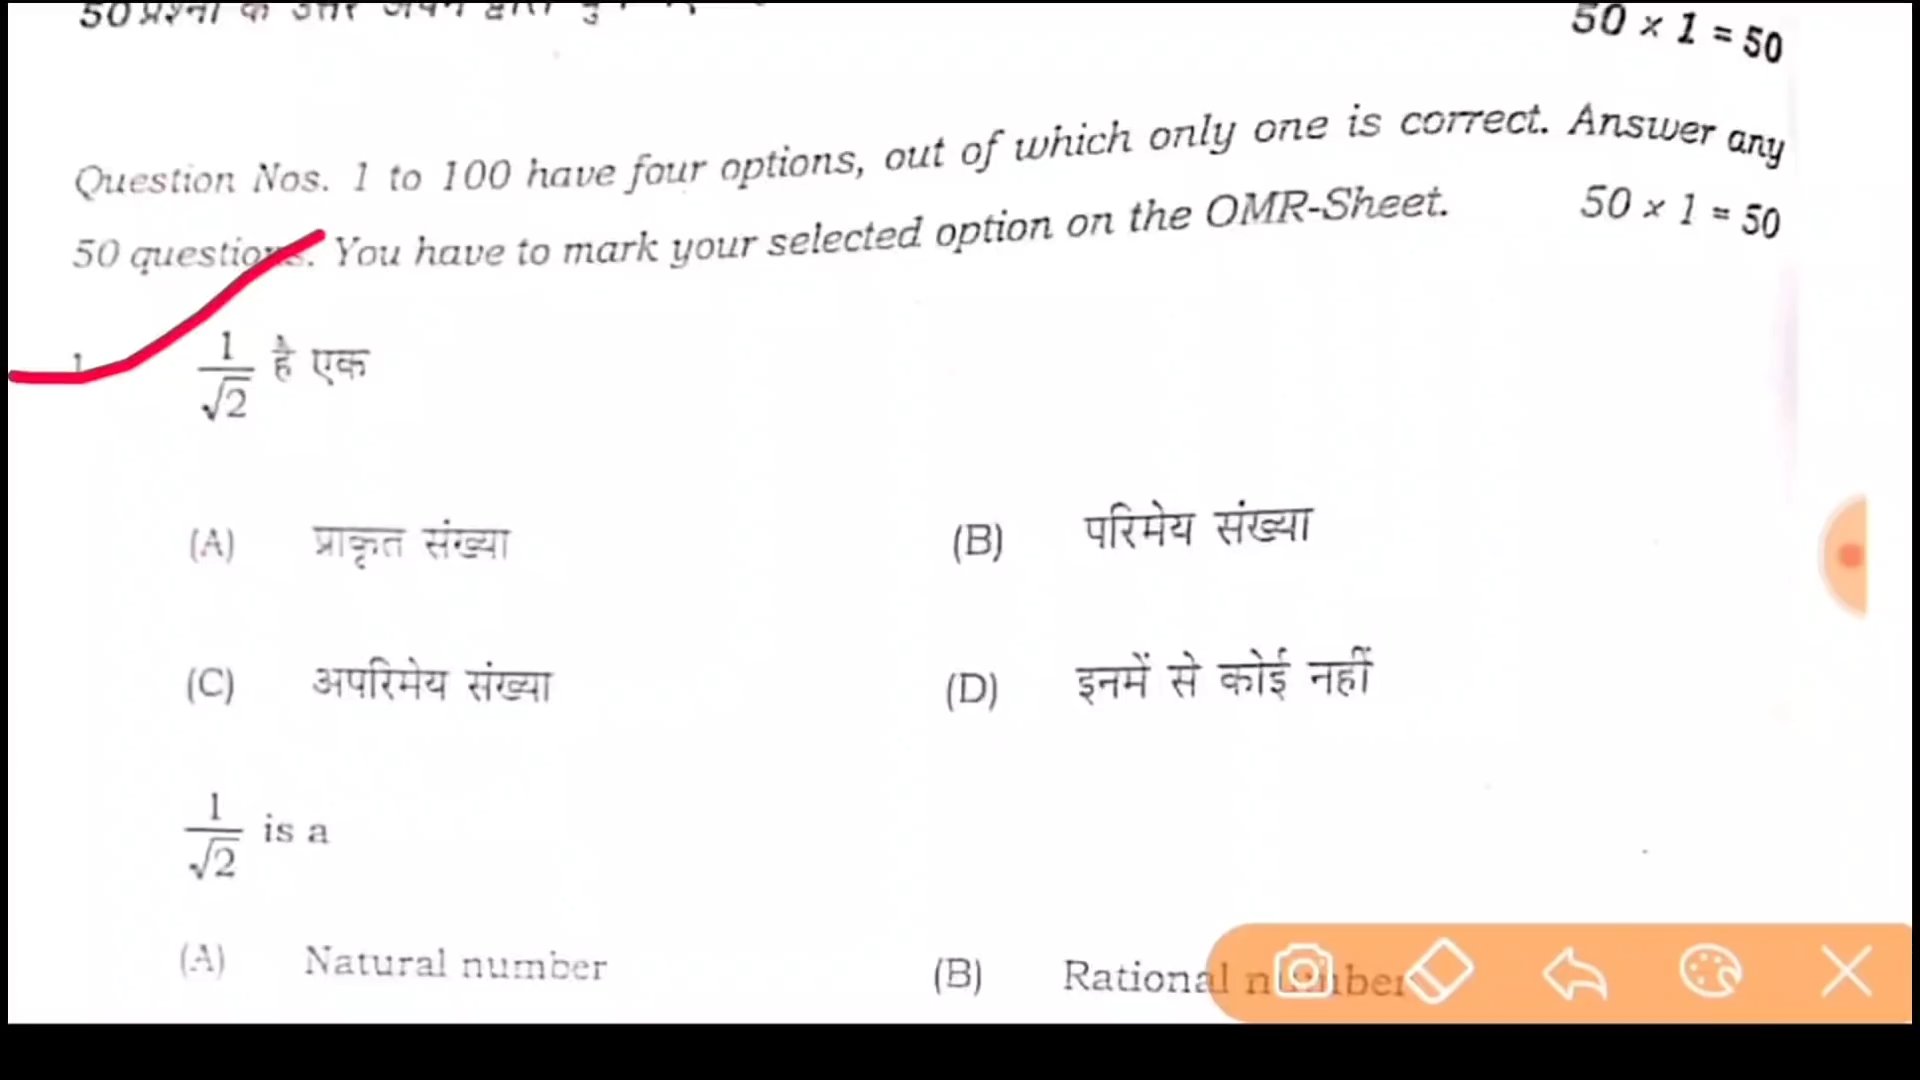 50 × 1 = 50
Question Nos. 1 to 100 have four options, out of which only one is correct. Answer any
50 questions. You have to mark your selected option on the OMR-Sheet. 50 × 1 = 50
1
1/√2 है एक
(A) प्राकृत संख्या (B) परिमेय संख्या
(C) अपरिमेय संख्या (D) इनमें से कोई नहीं
1/√2 is a
(A) Natural number (B) Rational number